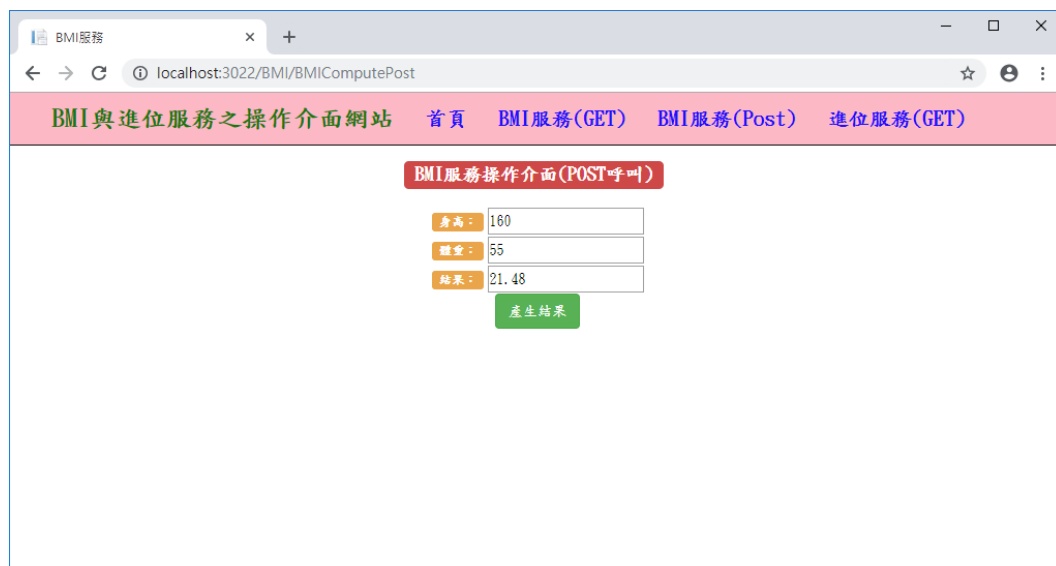 BMI服務
localhost:3022/BMI/BMIComputePost
BMI與進位服務之操作介面網站 首頁 BMI服務(GET) BMI服務(Post) 進位服務(GET)
BMI服務操作介面(POST呼叫)
身高： 160
體重： 55
結果： 21.48
產生結果